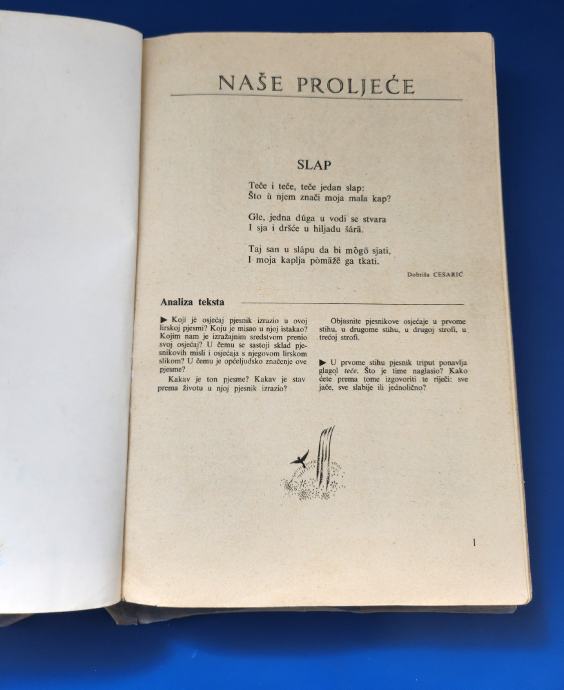 NAŠE PROLJEĆE
SLAP
Teče i teče, teče jedan slap:
Što ù njem znači moja mala kap?
Gle, jedna dúga u vodi se stvara
I sja i dršće u hiljadu šárā.
Taj san u slápu da bi mògō sjati,
I moja kaplja pòmāžē ga tkati.
Dobriša CESARIĆ
Analiza teksta
▶ Koji je osjećaj pjesnik izrazio u ovoj
lirskoj pjesmi? Koju je misao u njoj istakao?
Kojim nam je izražajnim sredstvom prenio
svoj osjećaj? U čemu se sastoji sklad pje-
snikovih misli i osjećaja s njegovom lirskom
slikom? U čemu je općeljudsko značenje ove
pjesme?
Kakav je ton pjesme? Kakav je stav
prema životu u njoj pjesnik izrazio?
Objasnite pjesnikove osjećaje u prvome
stihu, u drugome stihu, u drugoj strofi, u
trećoj strofi.
▶ U prvome stihu pjesnik triput ponavlja
glagol teče. Što je time naglasio? Kako
ćete prema tome izgovoriti te riječi: sve
jače, sve slabije ili jednolično?
1